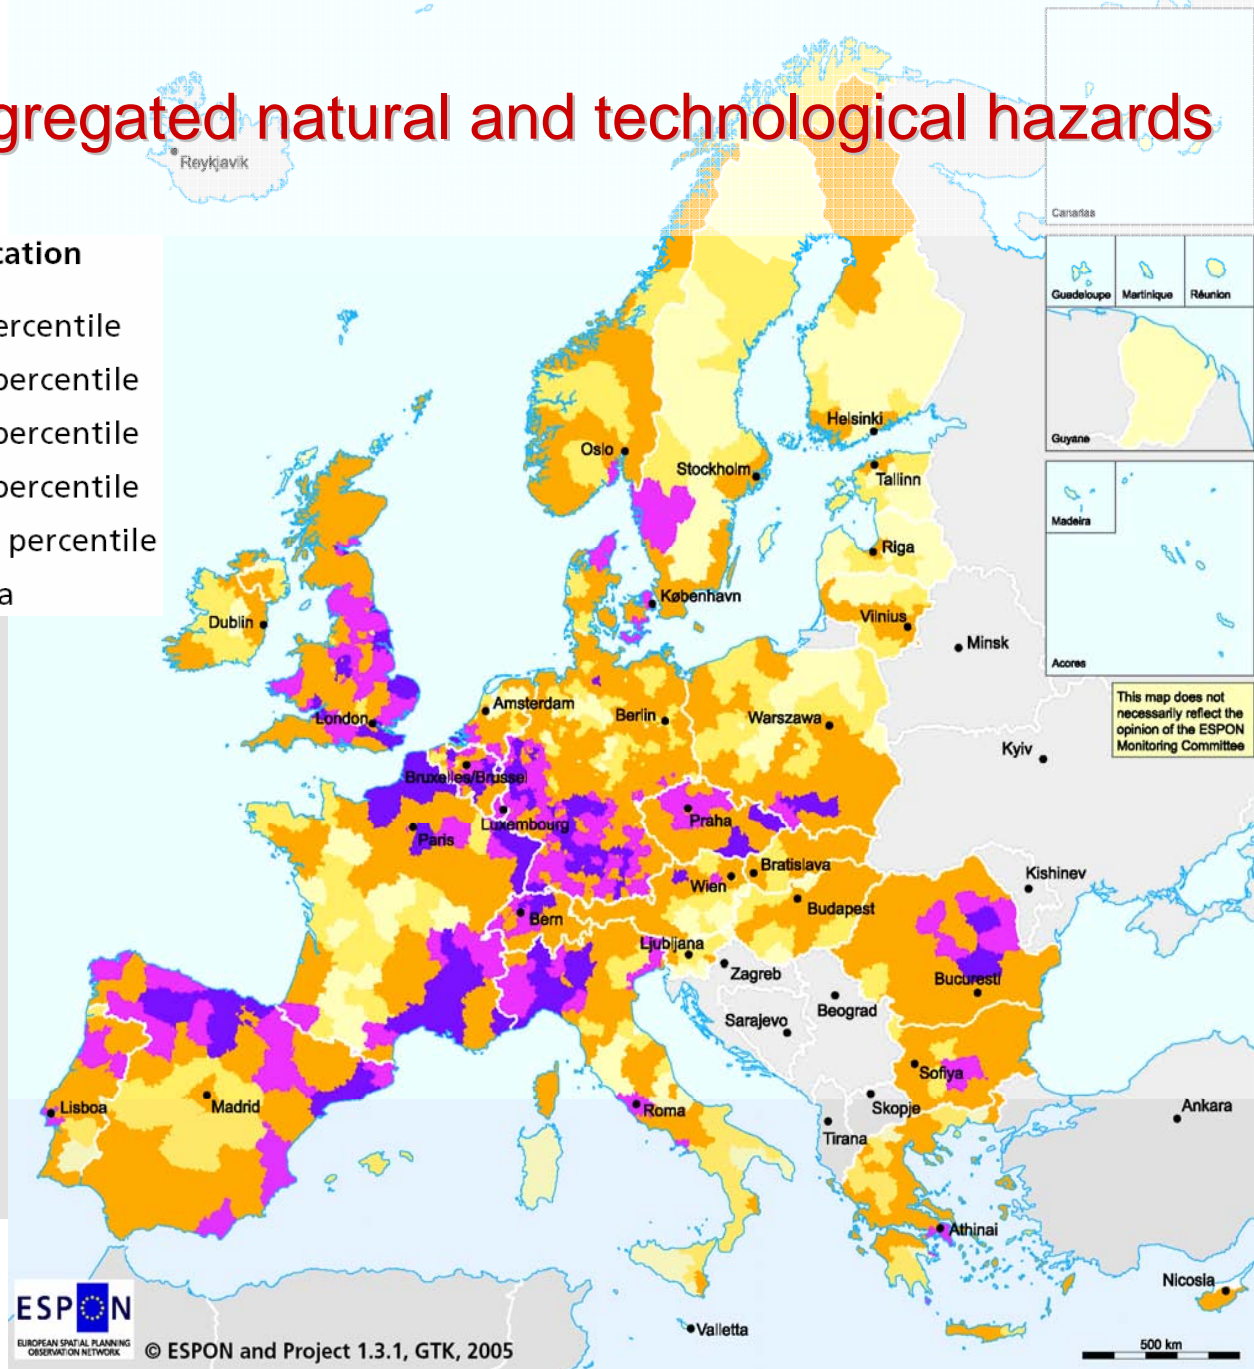 gregated natural and technological hazards
Reykjavik
Canarias
cation
ercentile
percentile
percentile
percentile
percentile
a
Guadeloupe Martinique Réunion
Guyane
Madeira
Acores
This map does not
necessarily reflect the
opinion of the ESPON
Monitoring Committee
Helsinki
Oslo
Stockholm
Tallinn
Riga
København
Vilnius
Dublin
Minsk
Amsterdam
London
Berlin
Warszawa
Kyiv
Bruxelles/Brussel
Luxembourg
Praha
Paris
Bratislava
Wien
Kishinev
Budapest
Bern
Ljubljana
Zagreb
Bucuresti
Beograd
Sarajevo
Sofiya
Skopje
Lisboa
Madrid
Roma
Tirana
Ankara
Athinai
Nicosia
Valletta
ESPON
EUROPEAN SPATIAL PLANNING
OBSERVATION NETWORK
© ESPON and Project 1.3.1, GTK, 2005
500 km